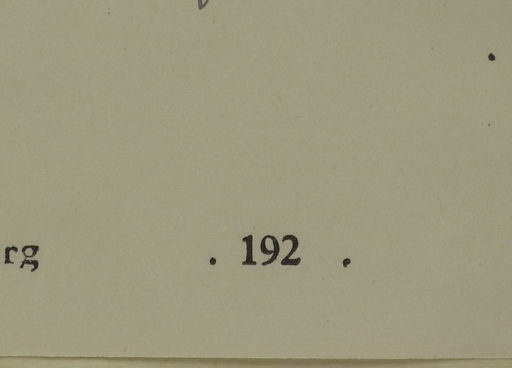 rg . 192 .